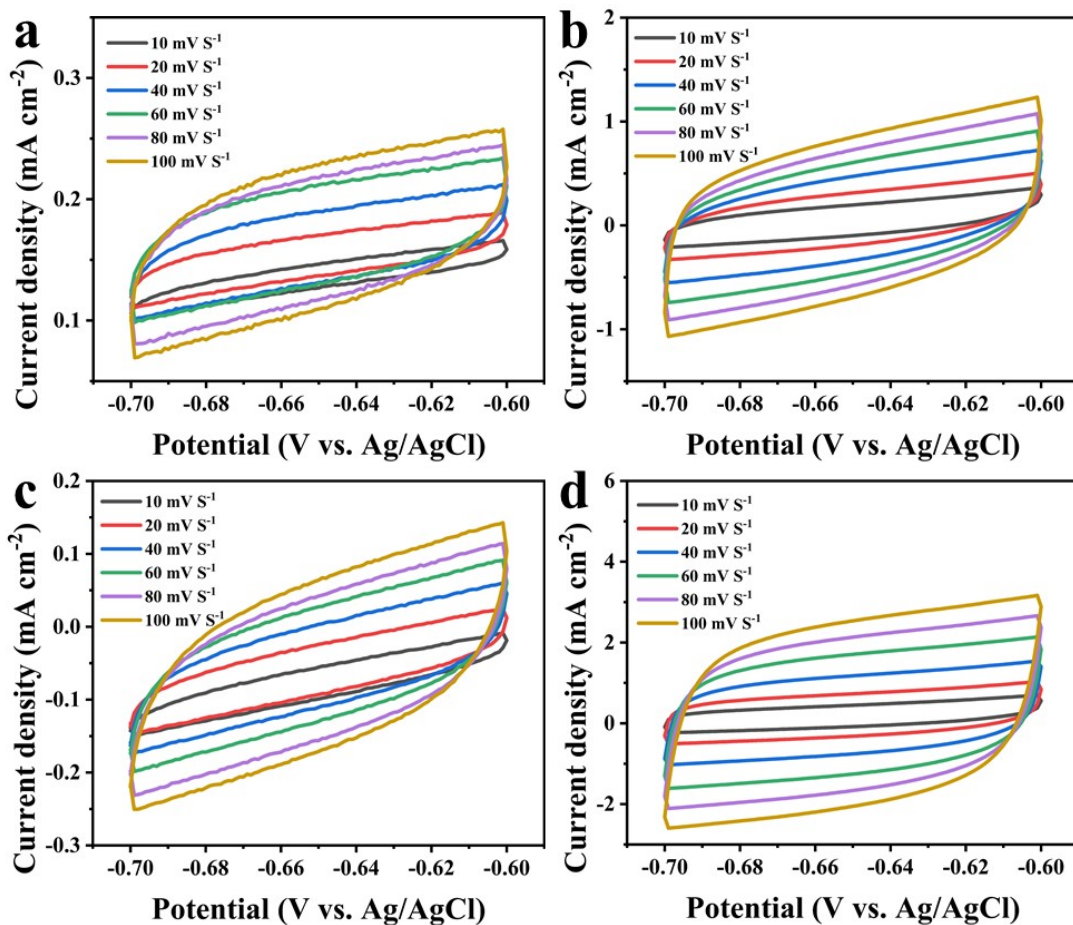 a
10 mV S⁻¹
20 mV S⁻¹
40 mV S⁻¹
60 mV S⁻¹
80 mV S⁻¹
100 mV S⁻¹
0.3
0.2
0.1
Current density (mA cm⁻²)
-0.70 -0.68 -0.66 -0.64 -0.62 -0.60
Potential (V vs. Ag/AgCl)
b
10 mV S⁻¹
20 mV S⁻¹
40 mV S⁻¹
60 mV S⁻¹
80 mV S⁻¹
100 mV S⁻¹
2
1
0
-1
Current density (mA cm⁻²)
-0.70 -0.68 -0.66 -0.64 -0.62 -0.60
Potential (V vs. Ag/AgCl)
c
10 mV S⁻¹
20 mV S⁻¹
40 mV S⁻¹
60 mV S⁻¹
80 mV S⁻¹
100 mV S⁻¹
0.2
0.1
0.0
-0.1
-0.2
-0.3
Current density (mA cm⁻²)
-0.70 -0.68 -0.66 -0.64 -0.62 -0.60
Potential (V vs. Ag/AgCl)
d
10 mV S⁻¹
20 mV S⁻¹
40 mV S⁻¹
60 mV S⁻¹
80 mV S⁻¹
100 mV S⁻¹
6
4
2
0
-2
Current density (mA cm⁻²)
-0.70 -0.68 -0.66 -0.64 -0.62 -0.60
Potential (V vs. Ag/AgCl)